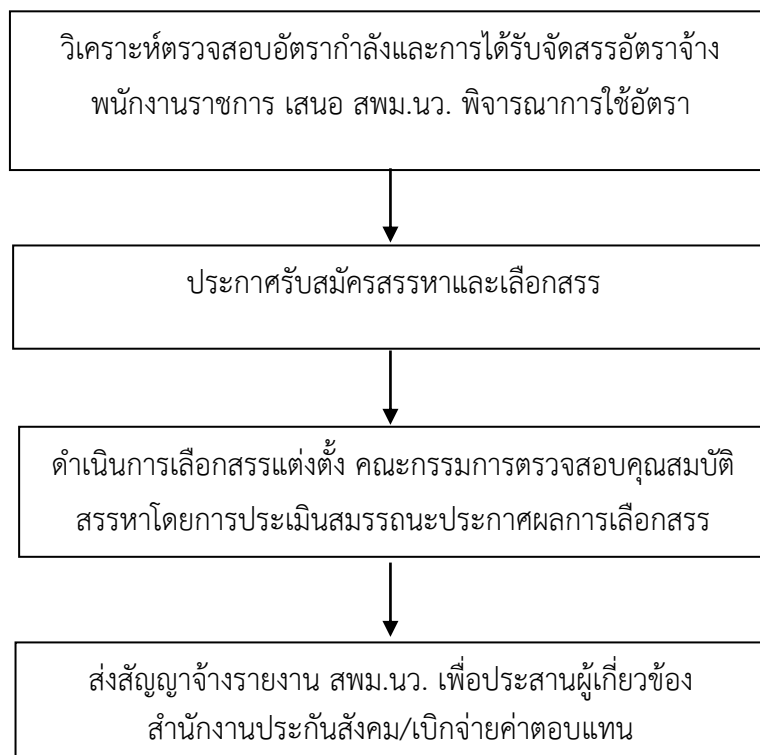 วิเคราะห์ตรวจสอบอัตรากำลังและการได้รับจัดสรรอัตราจ้าง
พนักงานราชการ เสนอ สพม.นว. พิจารณาการใช้อัตรา
ประกาศรับสมัครสรรหาและเลือกสรร
ดำเนินการเลือกสรรแต่งตั้ง คณะกรรมการตรวจสอบคุณสมบัติ
สรรหาโดยการประเมินสมรรถนะประกาศผลการเลือกสรร
ส่งสัญญาจ้างรายงาน สพม.นว. เพื่อประสานผู้เกี่ยวข้อง
สำนักงานประกันสังคม/เบิกจ่ายค่าตอบแทน